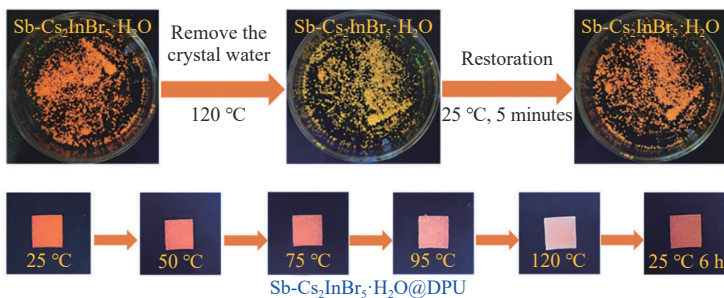 Sb-Cs₂InBr₅·H₂O
Remove the
crystal water
120 ℃
Sb-Cs₂InBr₅·H₂O
Restoration
25 ℃, 5 minutes
Sb-Cs₂InBr₅·H₂O
25 ℃
50 ℃
75 ℃
95 ℃
120 ℃
25 ℃ 6 h
Sb-Cs₂InBr₅·H₂O@DPU